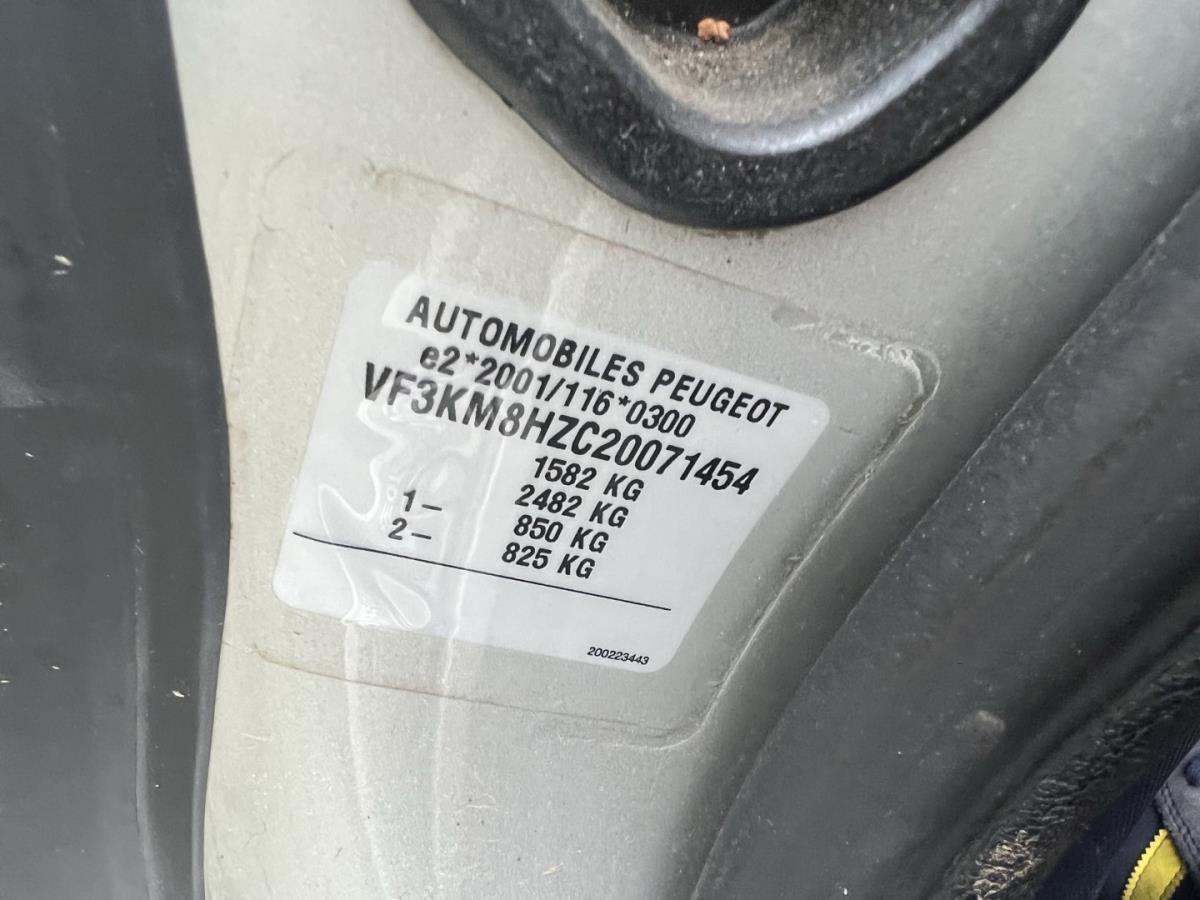 AUTOMOBILES PEUGEOT
e2*2001/116*0300
VF3KM8HZC20071454
1582 KG
2482 KG
1– 850 KG
2– 825 KG
200223443